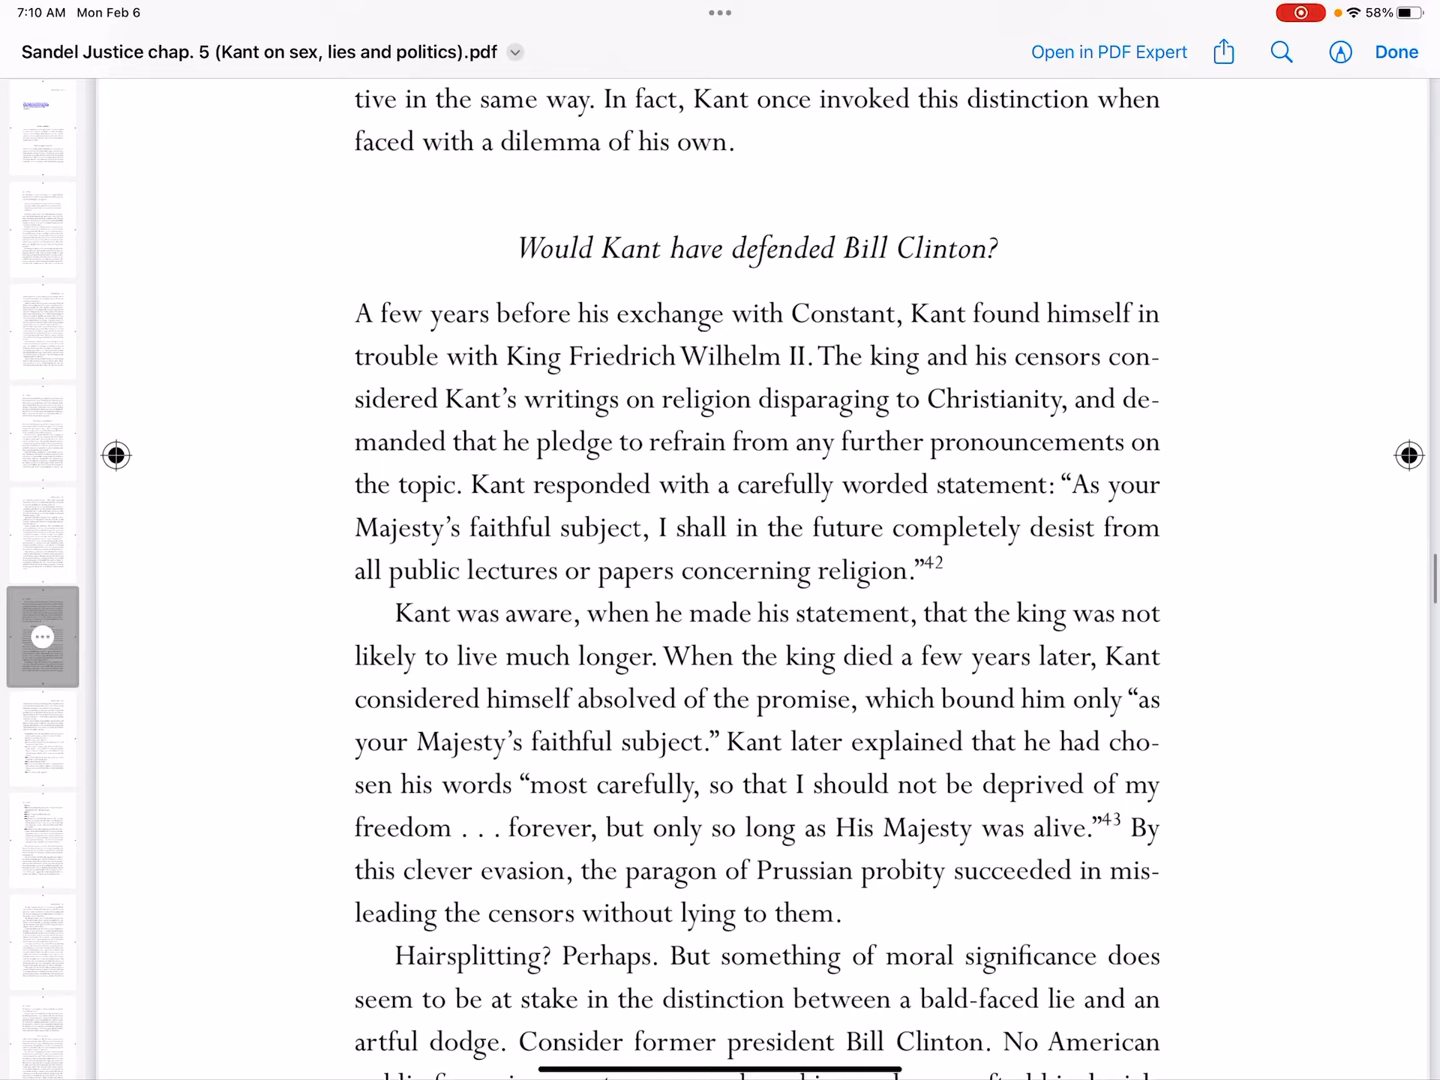 7:10 AM Mon Feb 6
58%
Sandel Justice chap. 5 (Kant on sex, lies and politics).pdf
Open in PDF Expert
Done
tive in the same way. In fact, Kant once invoked this distinction when
faced with a dilemma of his own.
Would Kant have defended Bill Clinton?
A few years before his exchange with Constant, Kant found himself in
trouble with King Friedrich Wilhelm II. The king and his censors con-
sidered Kant’s writings on religion disparaging to Christianity, and de-
manded that he pledge to refrain from any further pronouncements on
the topic. Kant responded with a carefully worded statement: “As your
Majesty’s faithful subject, I shall in the future completely desist from
all public lectures or papers concerning religion.”42
Kant was aware, when he made his statement, that the king was not
likely to live much longer. When the king died a few years later, Kant
considered himself absolved of the promise, which bound him only “as
your Majesty’s faithful subject.” Kant later explained that he had cho-
sen his words “most carefully, so that I should not be deprived of my
freedom . . . forever, but only so long as His Majesty was alive.”43 By
this clever evasion, the paragon of Prussian probity succeeded in mis-
leading the censors without lying to them.
Hairsplitting? Perhaps. But something of moral significance does
seem to be at stake in the distinction between a bald-faced lie and an
artful dodge. Consider former president Bill Clinton. No American